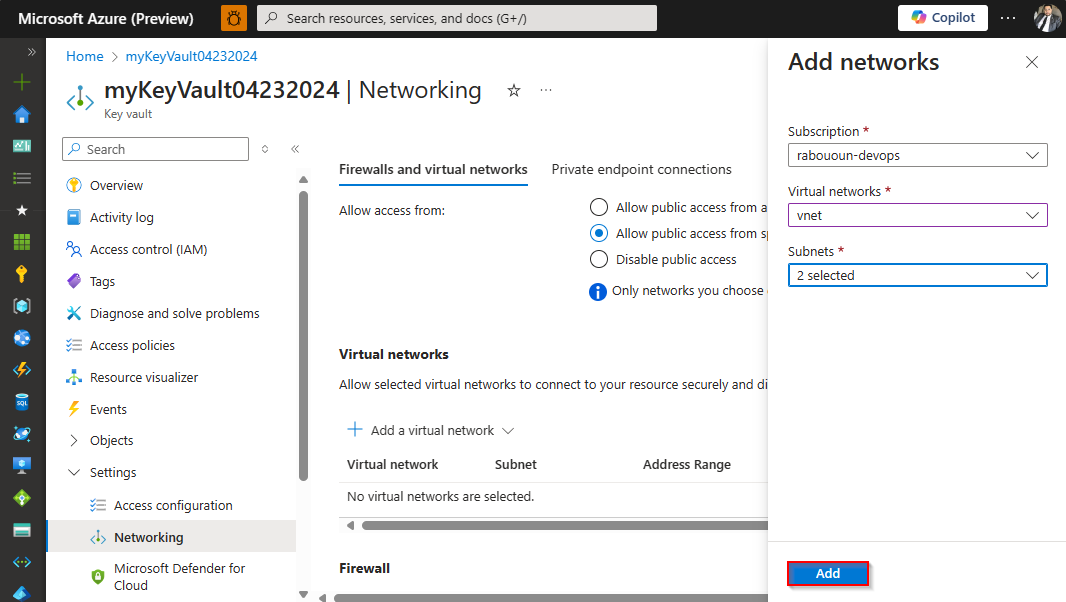 Microsoft Azure (Preview)
Search resources, services, and docs (G+/)
Copilot
Home > myKeyVault04232024
myKeyVault04232024 | Networking
Key vault
Search
Overview
Activity log
Access control (IAM)
Tags
Diagnose and solve problems
Access policies
Resource visualizer
Events
Objects
Settings
Access configuration
Networking
Microsoft Defender for
Cloud
Firewalls and virtual networks
Private endpoint connections
Allow access from:
Allow public access from a
Allow public access from sp
Disable public access
Only networks you choose
Virtual networks
Allow selected virtual networks to connect to your resource securely and di
Add a virtual network
Virtual network Subnet Address Range
No virtual networks are selected.
Firewall
Add networks
Subscription *
rabououn-devops
Virtual networks *
vnet
Subnets *
2 selected
Add